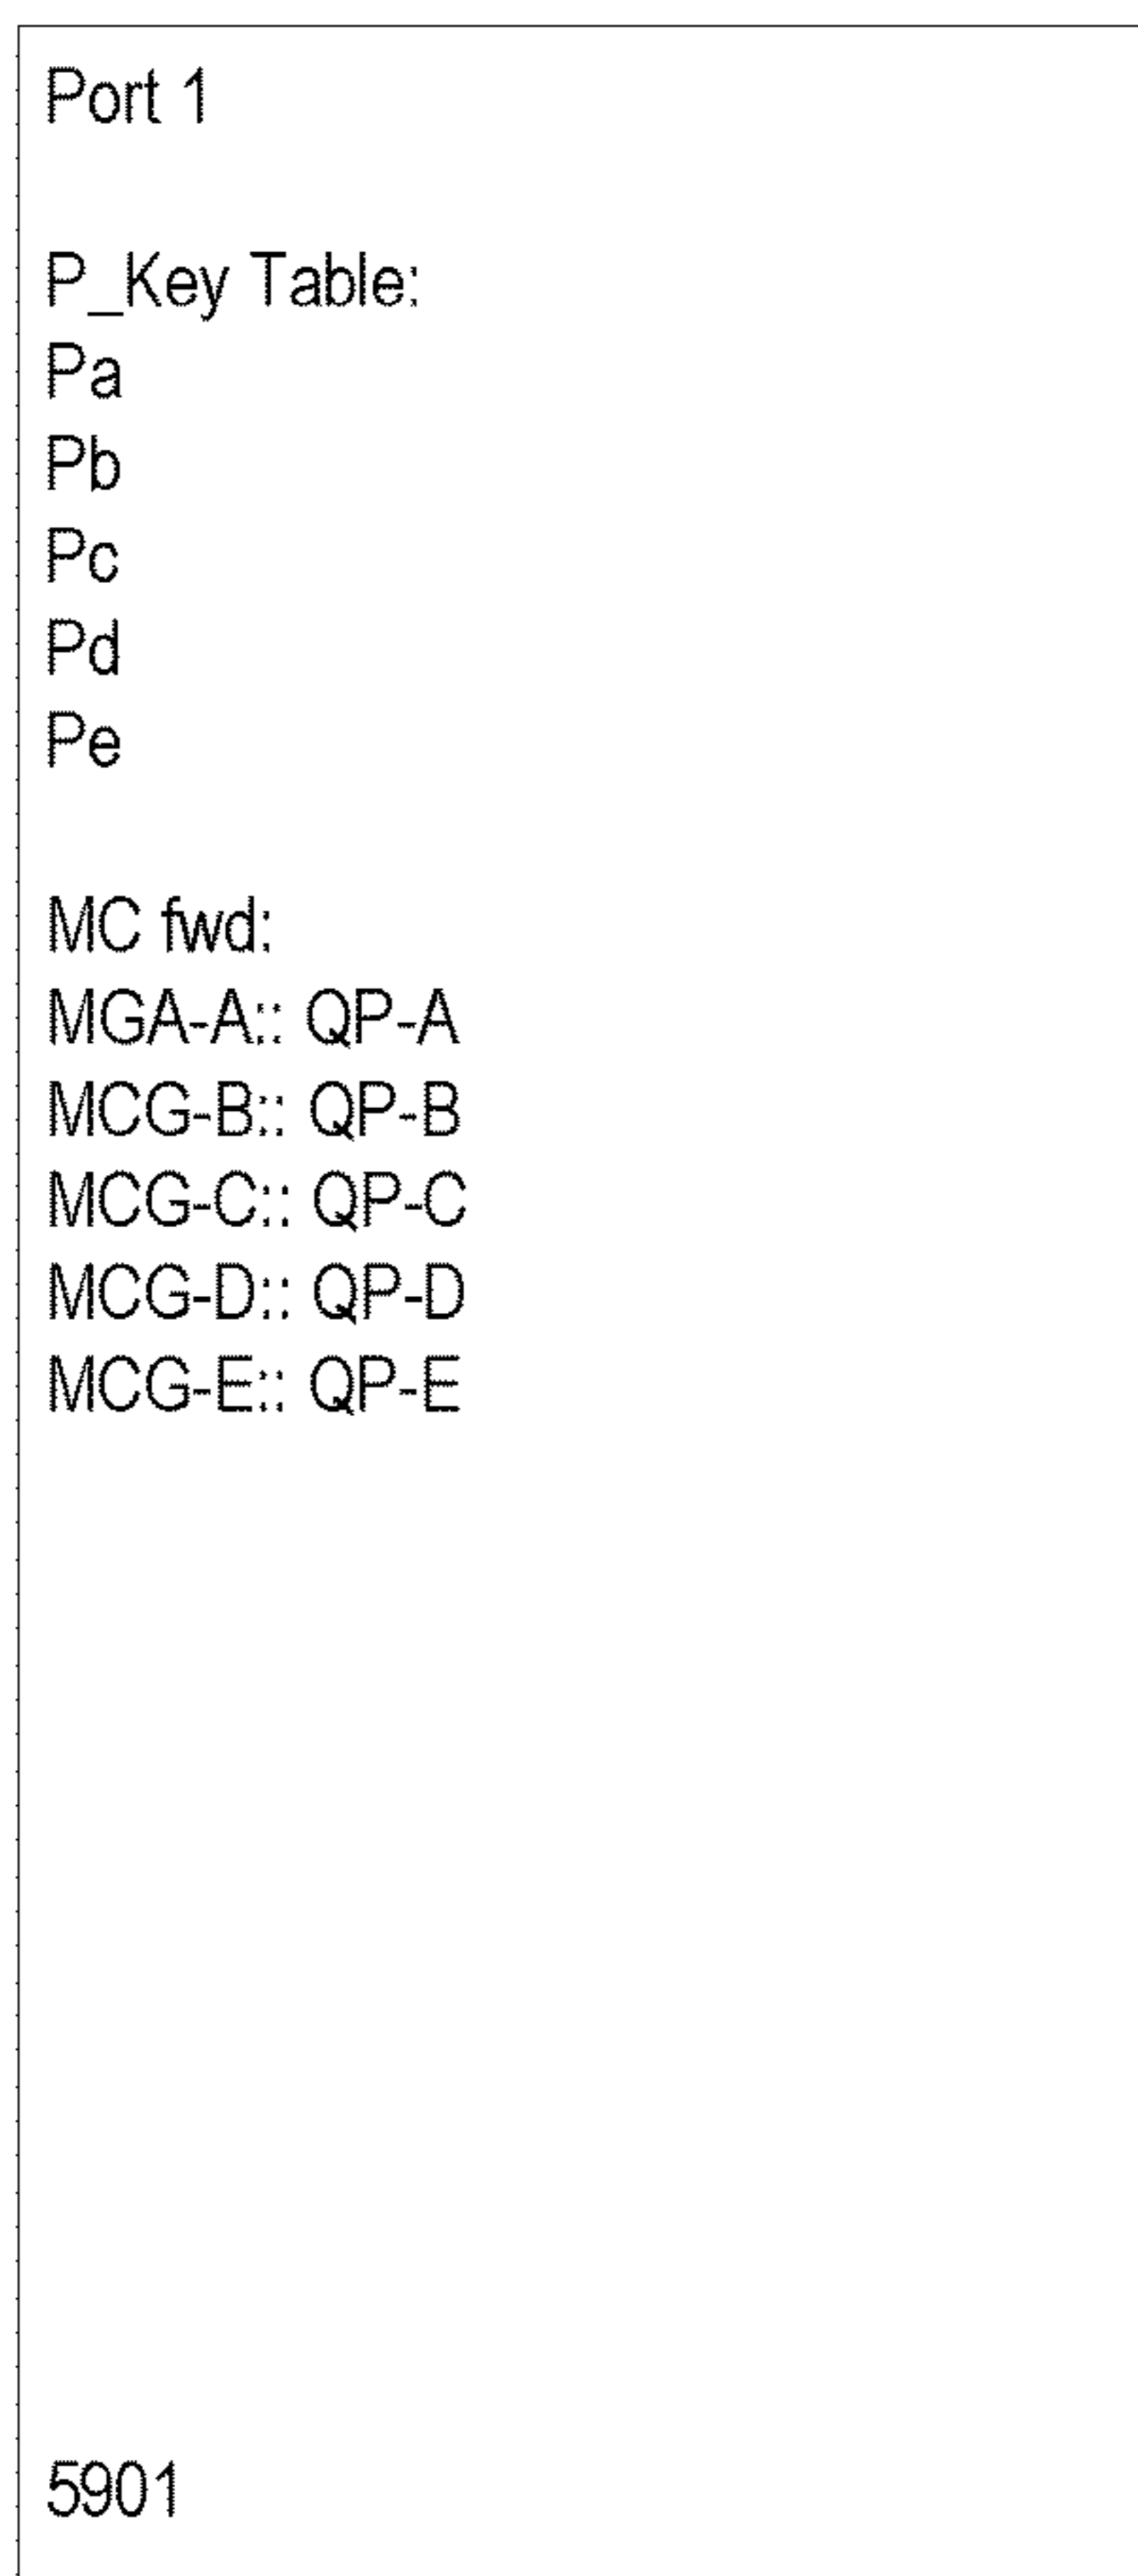 Port 1
P_Key Table:
Pa
Pb
Pc
Pd
Pe
MC fwd:
MGA-A:: QP-A
MCG-B:: QP-B
MCG-C:: QP-C
MCG-D:: QP-D
MCG-E:: QP-E
5901